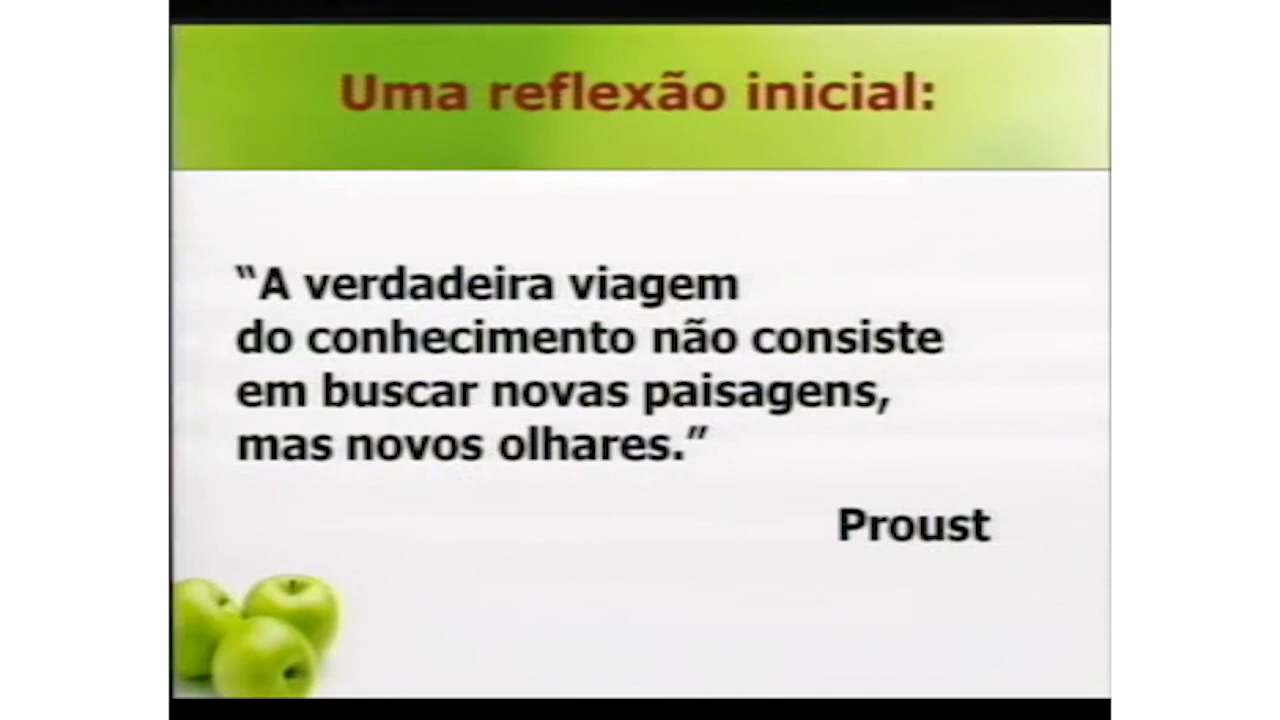 Uma reflexão inicial:
“A verdadeira viagem
do conhecimento não consiste
em buscar novas paisagens,
mas novos olhares.”
Proust